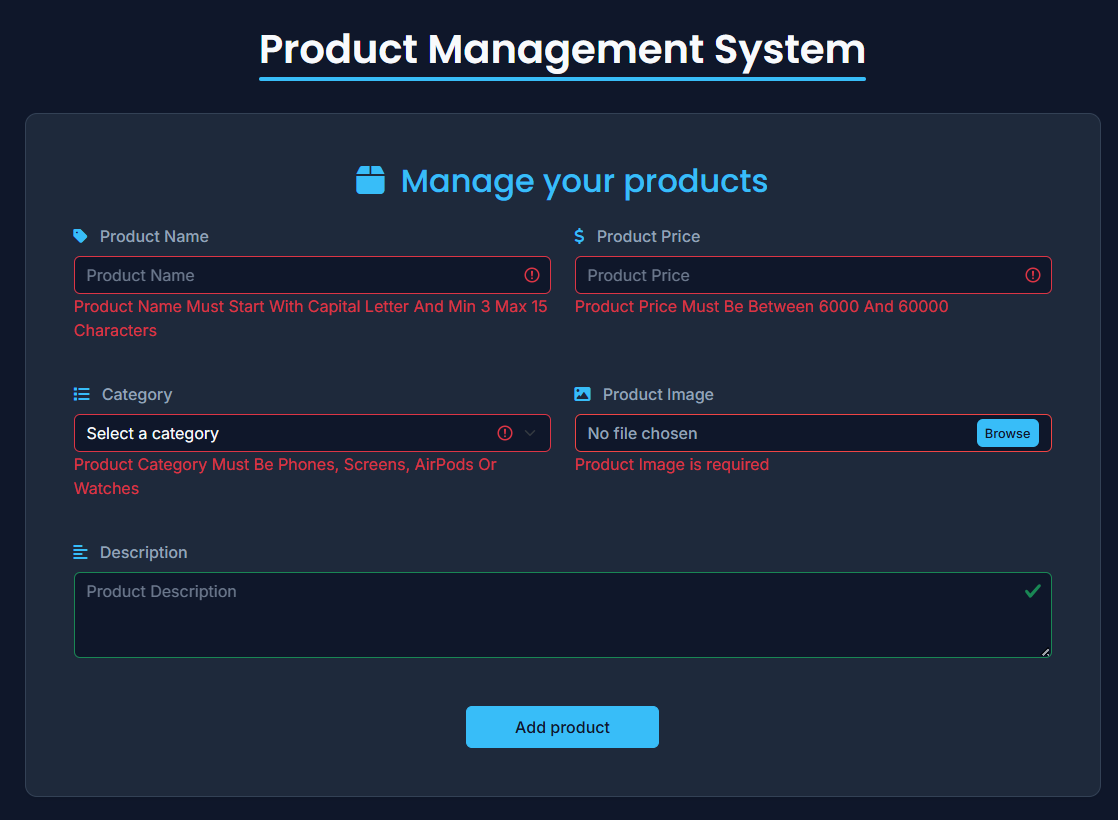 Product Management System
Manage your products
Product Name
Product Price
Product Name
Product Price
Product Name Must Start With Capital Letter And Min 3 Max 15
Characters
Product Price Must Be Between 6000 And 60000
Category
Product Image
Select a category
No file chosen
Browse
Product Category Must Be Phones, Screens, AirPods Or
Watches
Product Image is required
Description
Product Description
Add product